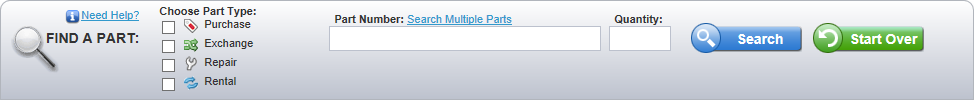 Need Help?
FIND A PART:
Choose Part Type:
Purchase
Exchange
Repair
Rental
Part Number: Search Multiple Parts
Quantity:
Search
Start Over